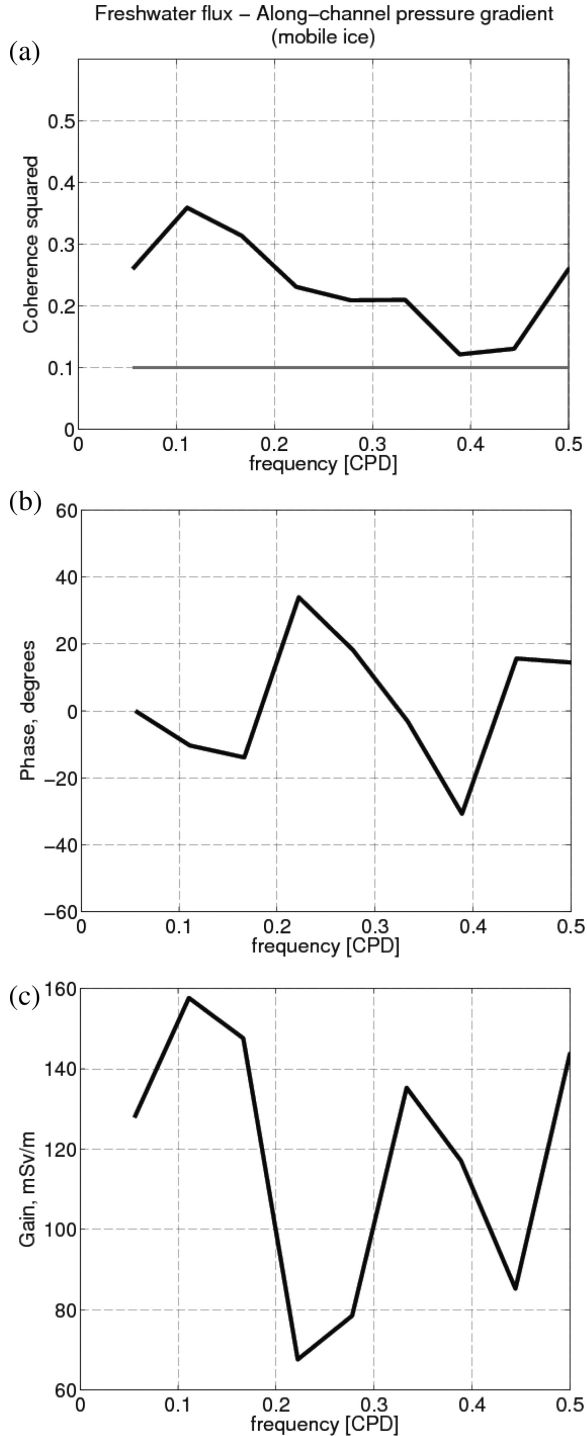 Freshwater flux − Along−channel pressure gradient
(mobile ice)
(a)
Coherence squared
0.5
0.4
0.3
0.2
0.1
0
0 0.1 0.2 0.3 0.4 0.5
frequency [CPD]
(b)
Phase, degrees
60
40
20
0
−20
−40
−60
0 0.1 0.2 0.3 0.4 0.5
frequency [CPD]
(c)
Gain, mSv/m
160
140
120
100
80
60
0 0.1 0.2 0.3 0.4 0.5
frequency [CPD]